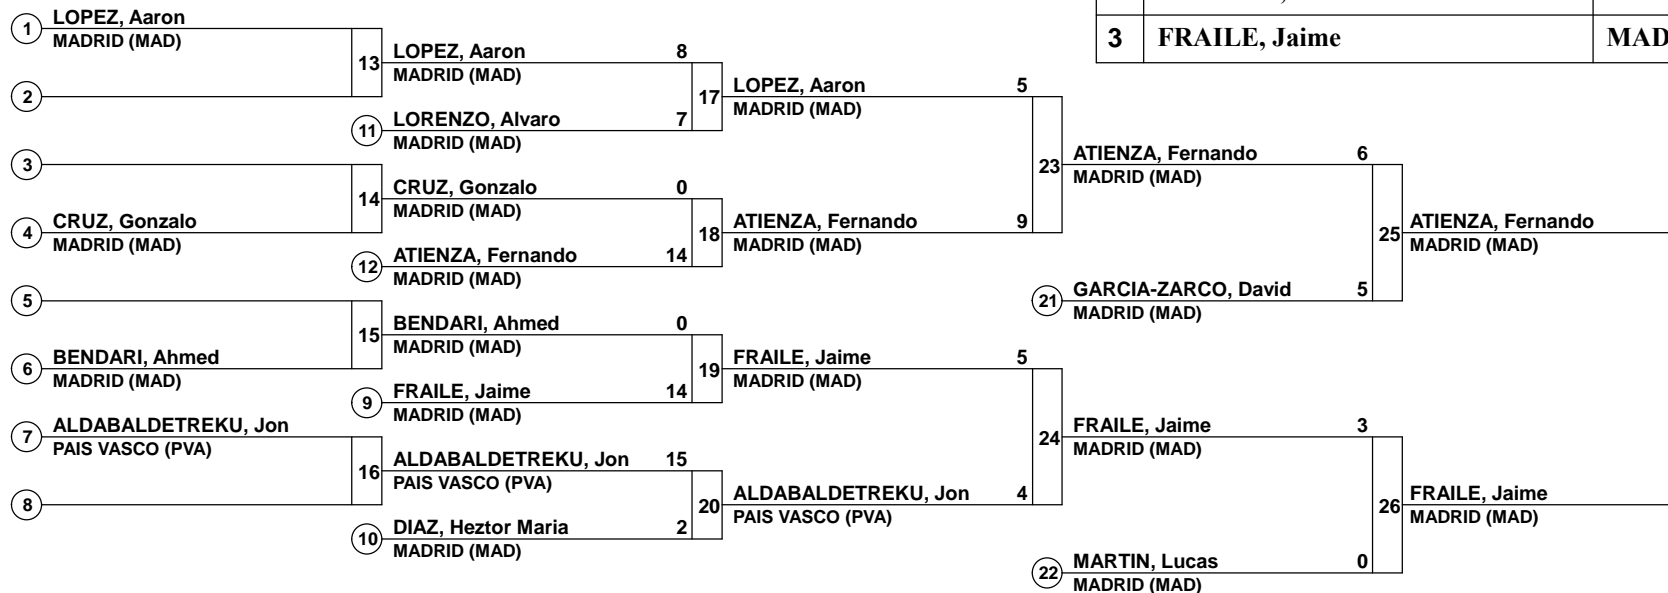 1 LOPEZ, Aaron
MADRID (MAD)
2
3
4 CRUZ, Gonzalo
MADRID (MAD)
5
6 BENDARI, Ahmed
MADRID (MAD)
7 ALDABALDETREKU, Jon
PAIS VASCO (PVA)
8
13 LOPEZ, Aaron 8
MADRID (MAD)
11 LORENZO, Alvaro 7
MADRID (MAD)
14 CRUZ, Gonzalo 0
MADRID (MAD)
12 ATIENZA, Fernando 14
MADRID (MAD)
15 BENDARI, Ahmed 0
MADRID (MAD)
9 FRAILE, Jaime 14
MADRID (MAD)
16 ALDABALDETREKU, Jon 15
PAIS VASCO (PVA)
10 DIAZ, Heztor Maria 2
MADRID (MAD)
17 LOPEZ, Aaron 5
MADRID (MAD)
18 ATIENZA, Fernando 9
MADRID (MAD)
19 FRAILE, Jaime 5
MADRID (MAD)
20 ALDABALDETREKU, Jon 4
PAIS VASCO (PVA)
23 ATIENZA, Fernando 6
MADRID (MAD)
21 GARCIA-ZARCO, David 5
MADRID (MAD)
24 FRAILE, Jaime 3
MADRID (MAD)
22 MARTIN, Lucas 0
MADRID (MAD)
25 ATIENZA, Fernando
MADRID (MAD)
26 FRAILE, Jaime
MADRID (MAD)
3 FRAILE, Jaime MAD